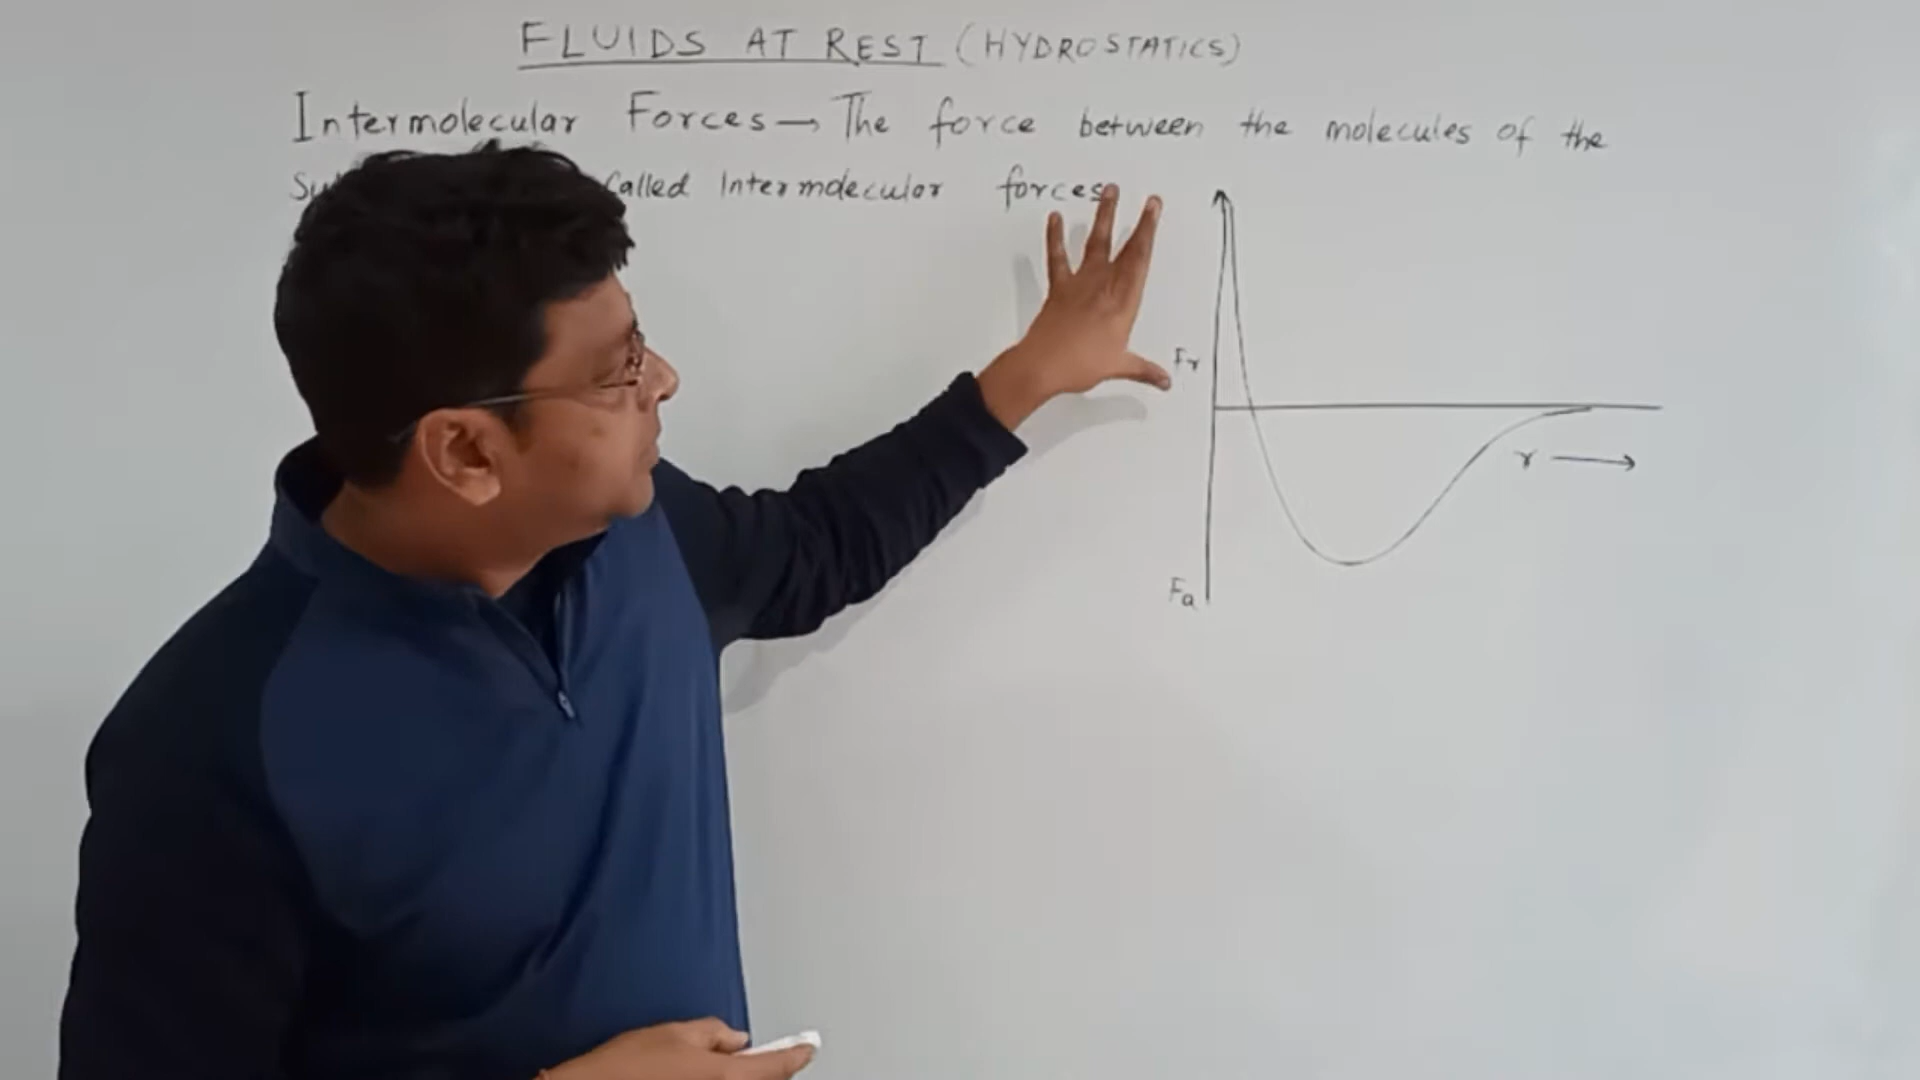 FLUIDS AT REST (HYDROSTATICS)
Intermolecular Forces → The force between the molecules of the
called Intermolecular forces
Fr
r →
Fa